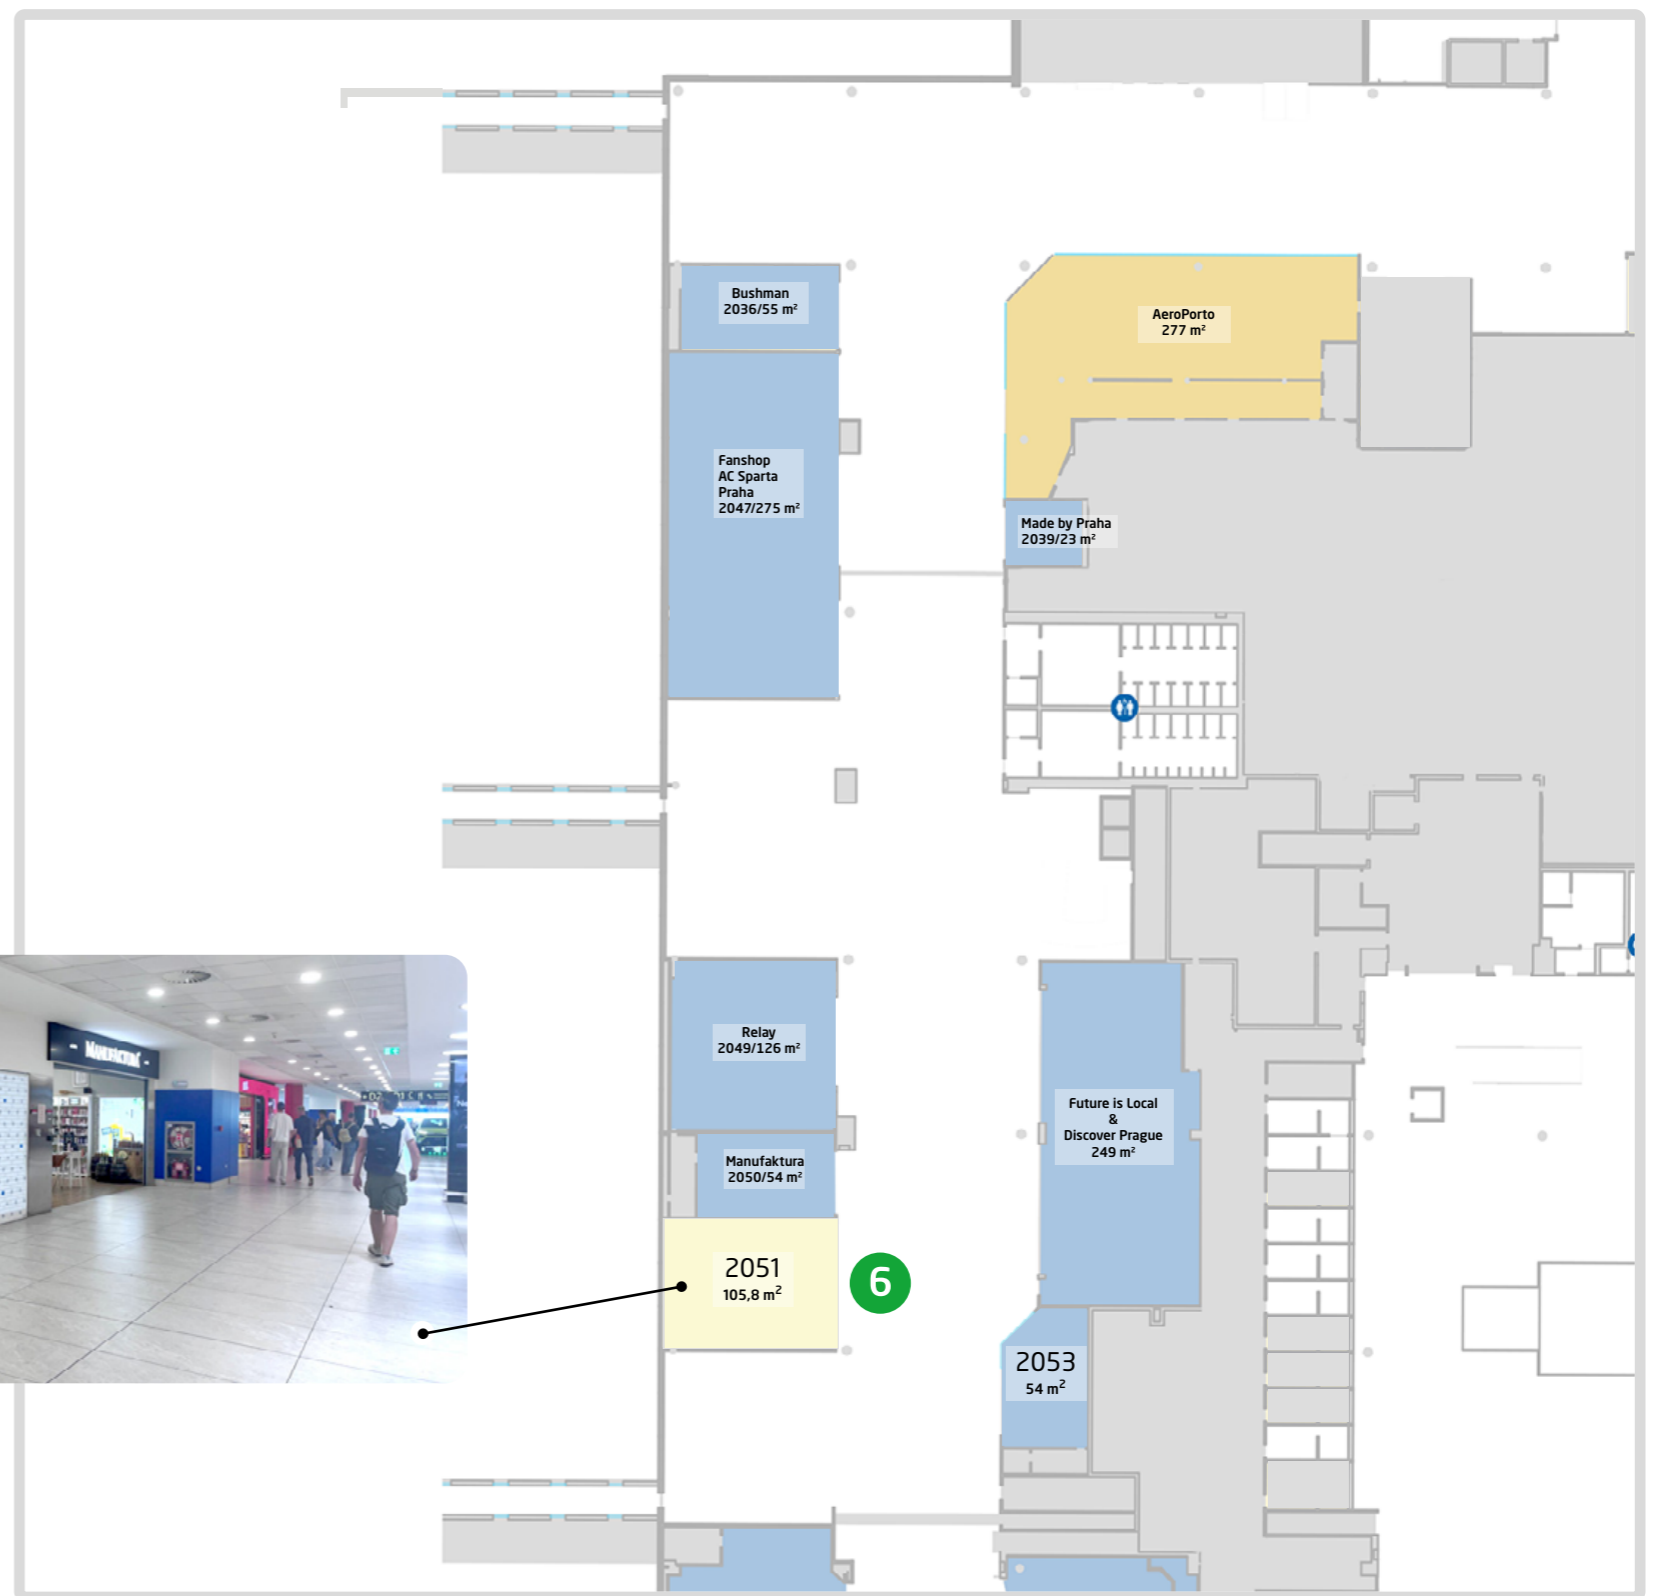 Bushman
2036/55 m²
AeroPorto
277 m²
Fanshop
AC Sparta
Praha
2047/275 m²
Made by Praha
2039/23 m²
Relay
2049/126 m²
Manufaktura
2050/54 m²
Future is Local
&
Discover Prague
249 m²
2051
105,8 m²
6
2053
54 m²
MANUFAKTURA